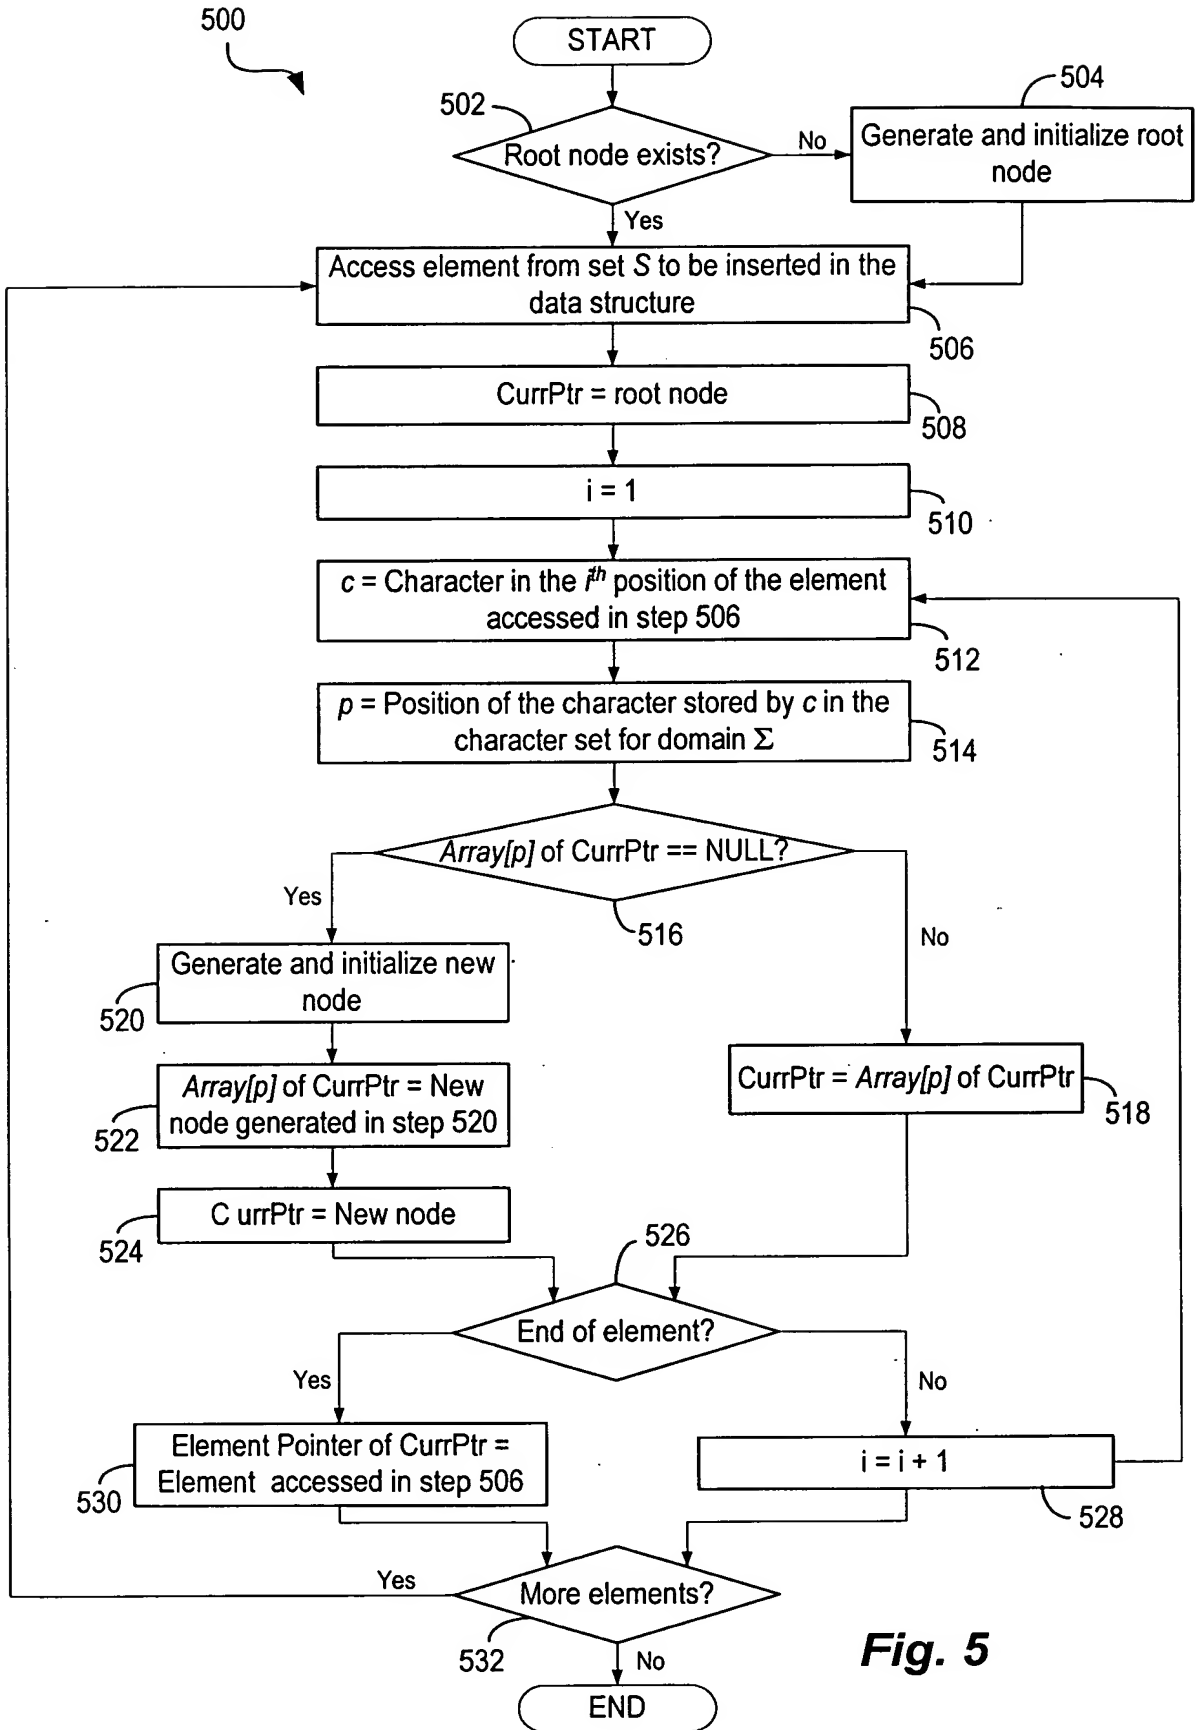 500
START
502
Root node exists?
No
504
Generate and initialize root
node
Yes
Access element from set S to be inserted in the
data structure
506
CurrPtr = root node
508
i = 1
510
c = Character in the ith position of the element
accessed in step 506
512
p = Position of the character stored by c in the
character set for domain Σ
514
Array[p] of CurrPtr == NULL?
516
Yes
No
Generate and initialize new
node
520
Array[p] of CurrPtr = New
node generated in step 520
522
CurrPtr = Array[p] of CurrPtr
518
C urrPtr = New node
524
526
End of element?
Yes
No
Element Pointer of CurrPtr =
Element accessed in step 506
530
i = i + 1
528
More elements?
Yes
532
No
END
Fig. 5